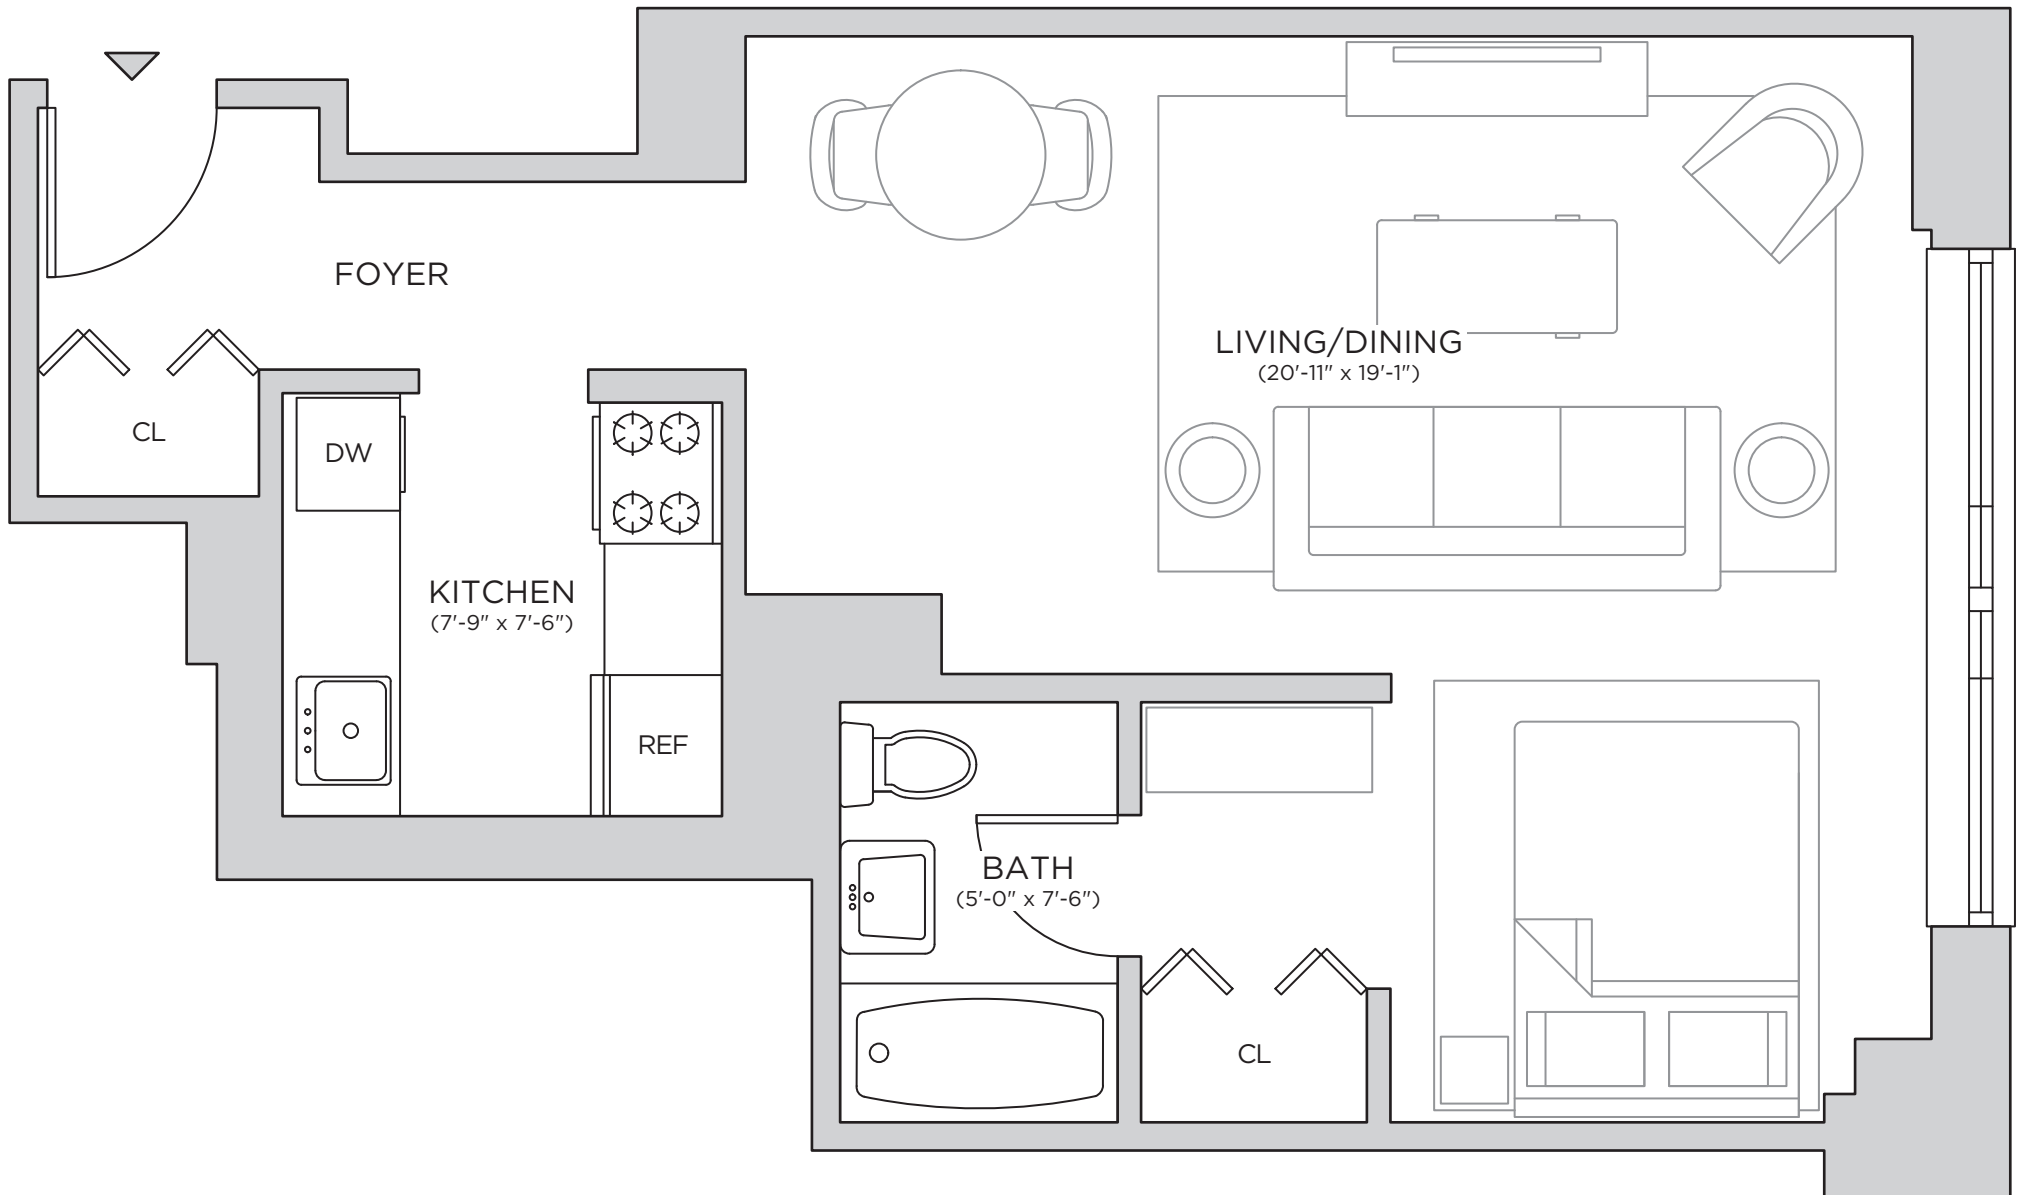 FOYER
LIVING/DINING
(20'-11" x 19'-1")
CL
DW
KITCHEN
(7'-9" x 7'-6")
REF
BATH
(5'-0" x 7'-6")
CL